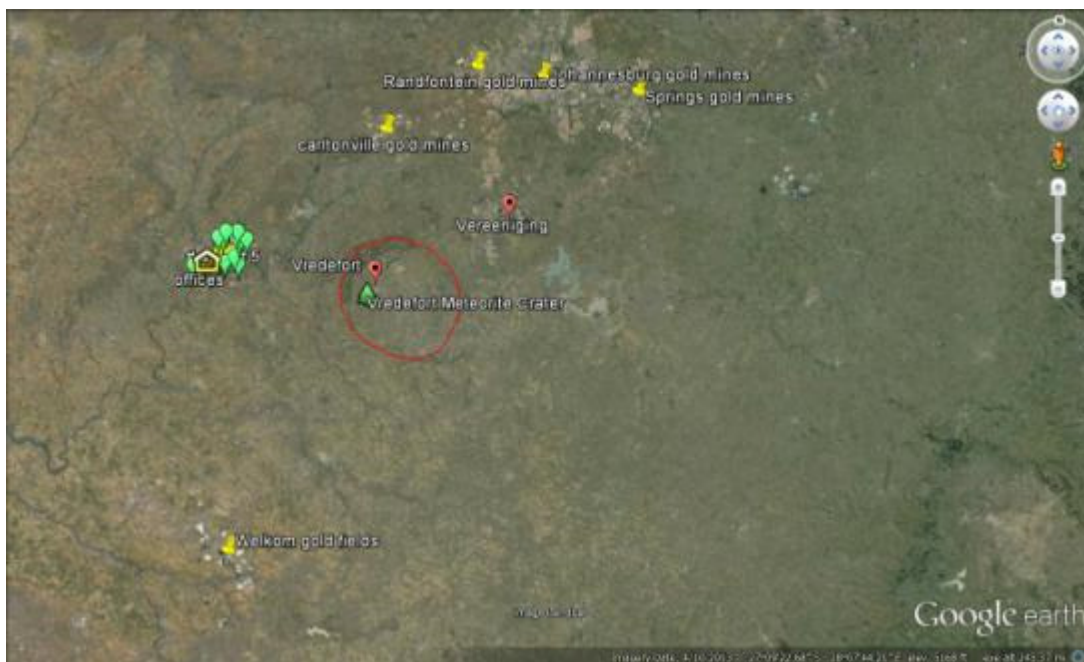 N
Randfontein gold mines
Johannesburg gold mines
Springs gold mines
carltonville gold mines
Vereeniging
+5
offices
Vredefort
Vredefort Meteorite Crater
Welkom gold fields
Google earth